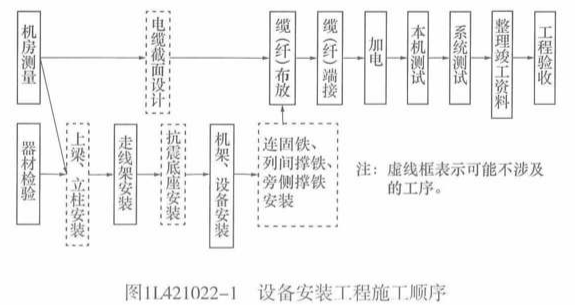 机房测量
电缆截面设计
缆(纤)布放
缆(纤)端接
加电
本机测试
系统测试
整理竣工资料
工程验收
器材检验
上梁、立柱安装
走线架安装
抗震底座安装
机架、设备安装
连固铁、
列间撑铁、
旁侧撑铁
安装
注：虚线框表示可能不涉及
的工序。
图1L421022-1 设备安装工程施工顺序